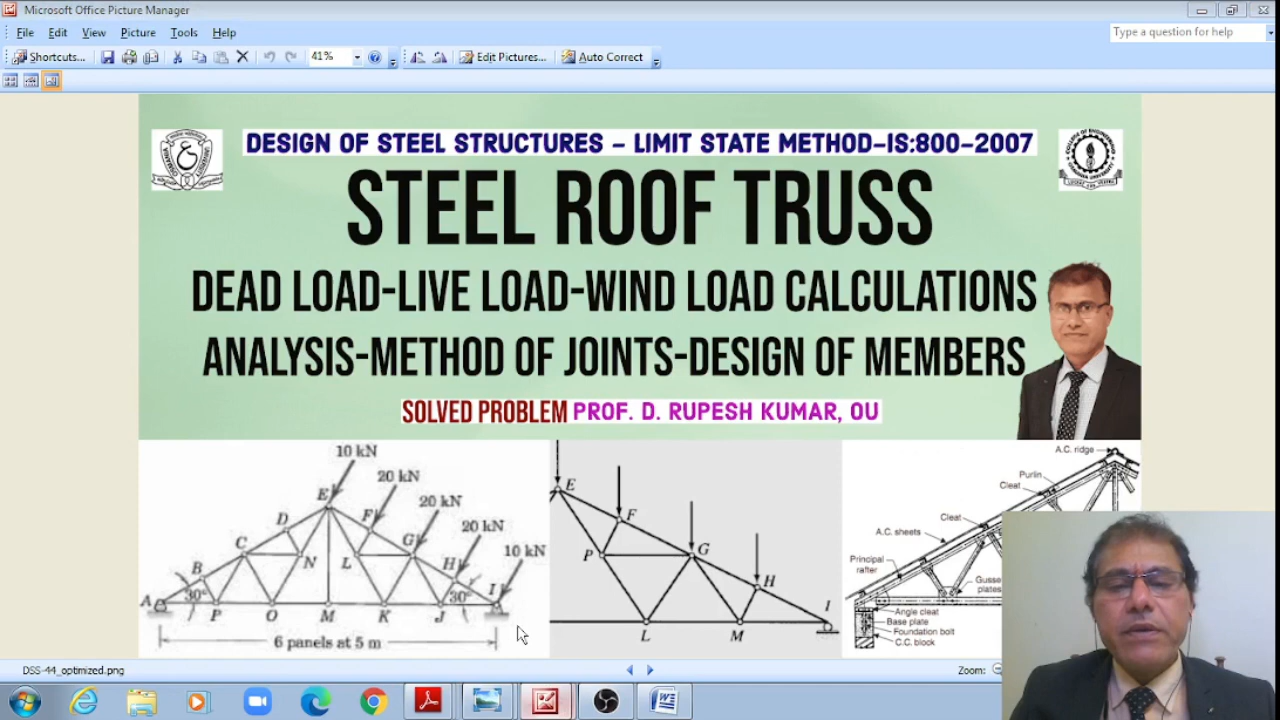 Microsoft Office Picture Manager
File Edit View Picture Tools Help
Type a question for help
Shortcuts... 41% Edit Pictures... Auto Correct
DESIGN OF STEEL STRUCTURES - LIMIT STATE METHOD-IS:800-2007
STEEL ROOF TRUSS
DEAD LOAD-LIVE LOAD-WIND LOAD CALCULATIONS
ANALYSIS-METHOD OF JOINTS-DESIGN OF MEMBERS
SOLVED PROBLEM PROF. D. RUPESH KUMAR, OU
10 kN
20 kN
20 kN
20 kN
10 kN
E
D
F
C
G
B
N
L
H
I
A
30°
30°
P
O
M
K
J
6 panels at 5 m
E
F
P
G
H
I
L
M
A.C. ridge
Purlin
Cleat
Cleat
A.C. sheets
Principal
rafter
Gusse
plates
Angle cleat
Base plate
Foundation bolt
C.C. block
DSS-44_optimized.png
Zoom: